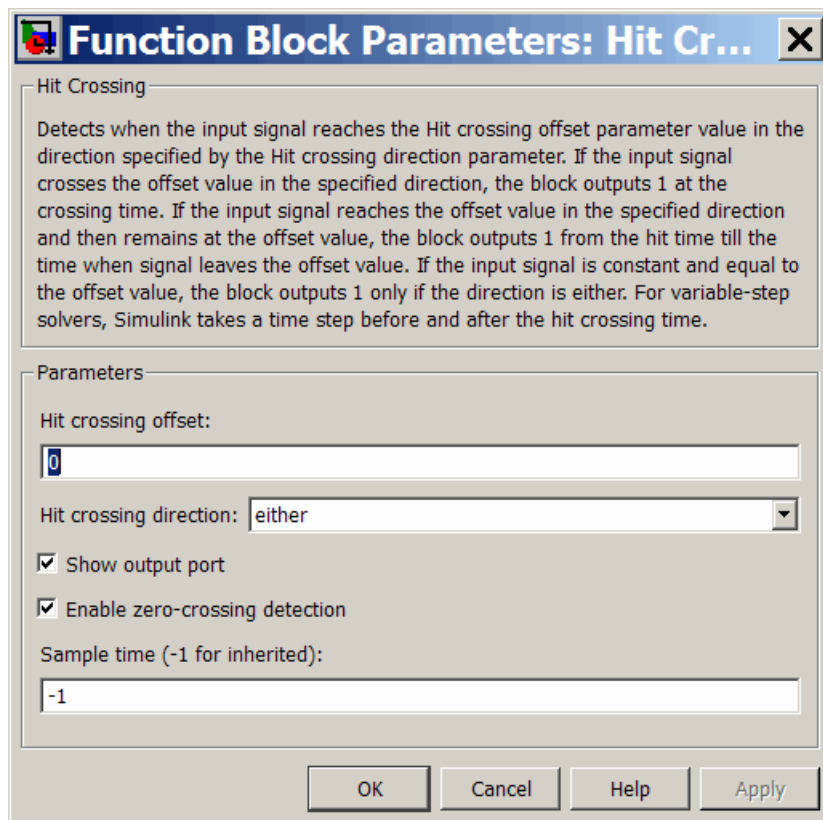 Function Block Parameters: Hit Cr...
Hit Crossing
Detects when the input signal reaches the Hit crossing offset parameter value in the
direction specified by the Hit crossing direction parameter. If the input signal
crosses the offset value in the specified direction, the block outputs 1 at the
crossing time. If the input signal reaches the offset value in the specified direction
and then remains at the offset value, the block outputs 1 from the hit time till the
time when signal leaves the offset value. If the input signal is constant and equal to
the offset value, the block outputs 1 only if the direction is either. For variable-step
solvers, Simulink takes a time step before and after the hit crossing time.
Parameters
Hit crossing offset:
0
Hit crossing direction: either
Show output port
Enable zero-crossing detection
Sample time (-1 for inherited):
-1
OK Cancel Help Apply